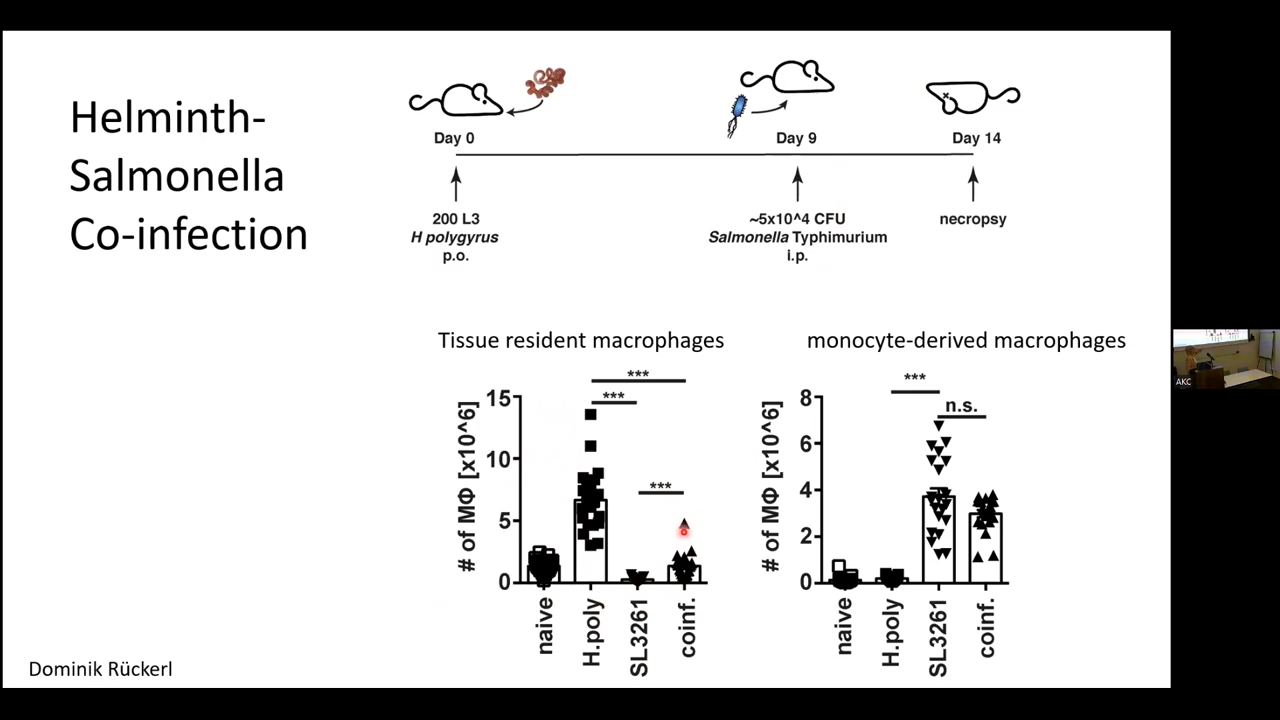 Helminth-
Salmonella
Co-infection
Day 0
Day 9
Day 14
200 L3
H polygyrus
p.o.
~5x10^4 CFU
Salmonella Typhimurium
i.p.
necropsy
Tissue resident macrophages
# of MΦ [x10^6]
15
10
5
0
***
***
***
naive
H.poly
SL3261
coinf.
monocyte-derived macrophages
# of MΦ [x10^6]
8
6
4
2
0
***
n.s.
naive
H.poly
SL3261
coinf.
Dominik Rückerl
AKC